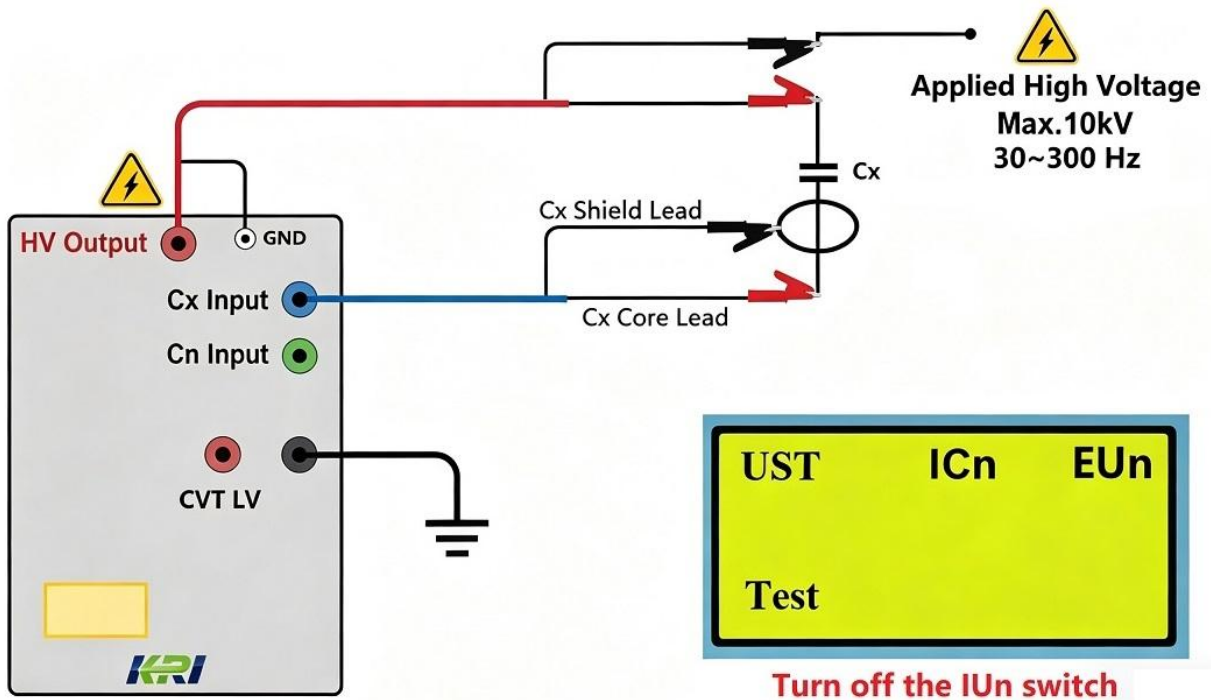 Applied High Voltage
Max.10kV
30~300 Hz
Cx
Cx Shield Lead
HV Output
GND
Cx Input
Cx Core Lead
Cn Input
CVT LV
UST ICn EUn
Test
KRI
Turn off the IUn switch